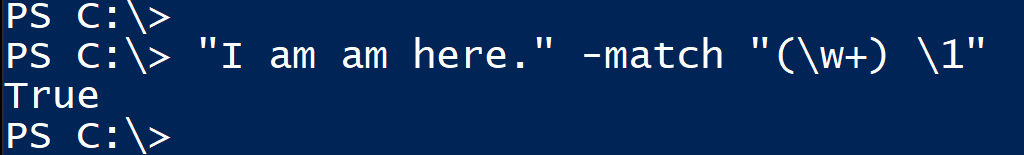 PS C:\>
PS C:\> "I am am here." -match "(\w+) \1"
True
PS C:\>